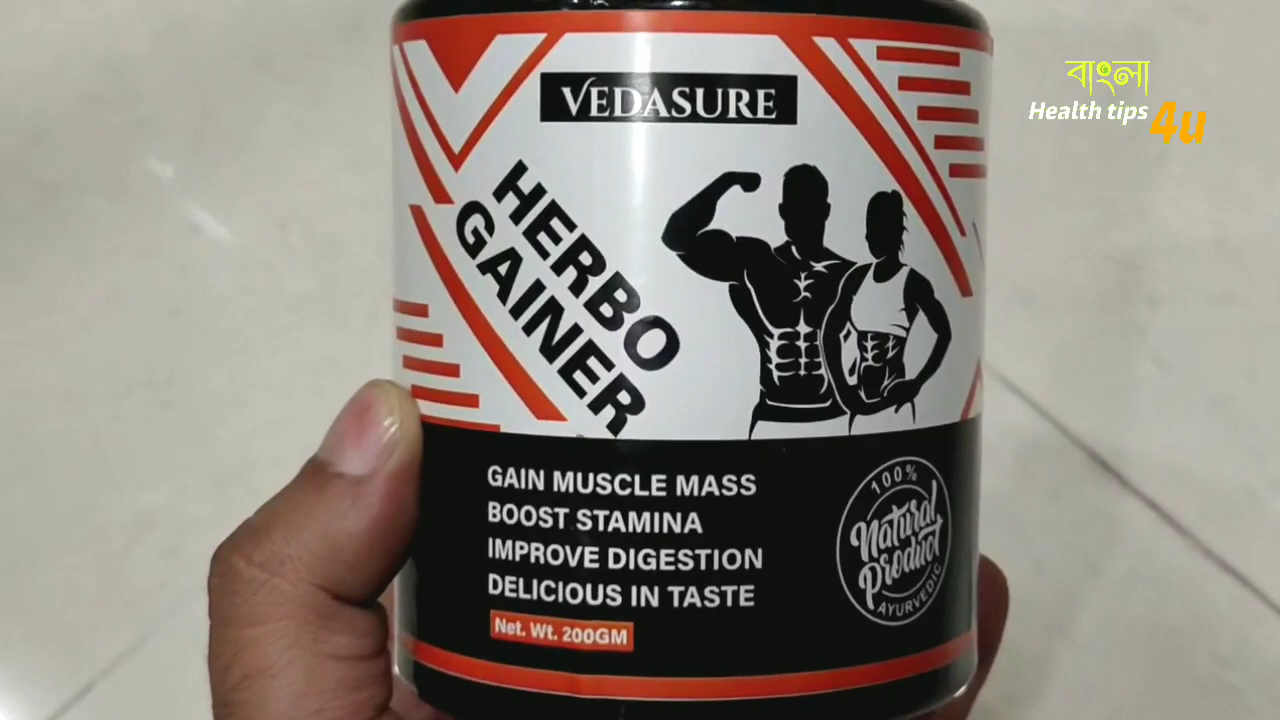 VEDASURE
HERBO
GAINER
GAIN MUSCLE MASS
BOOST STAMINA
IMPROVE DIGESTION
DELICIOUS IN TASTE
Net. Wt. 200GM
100%
Natural
Product
AYURVEDIC
বাংলা
Health tips 4u